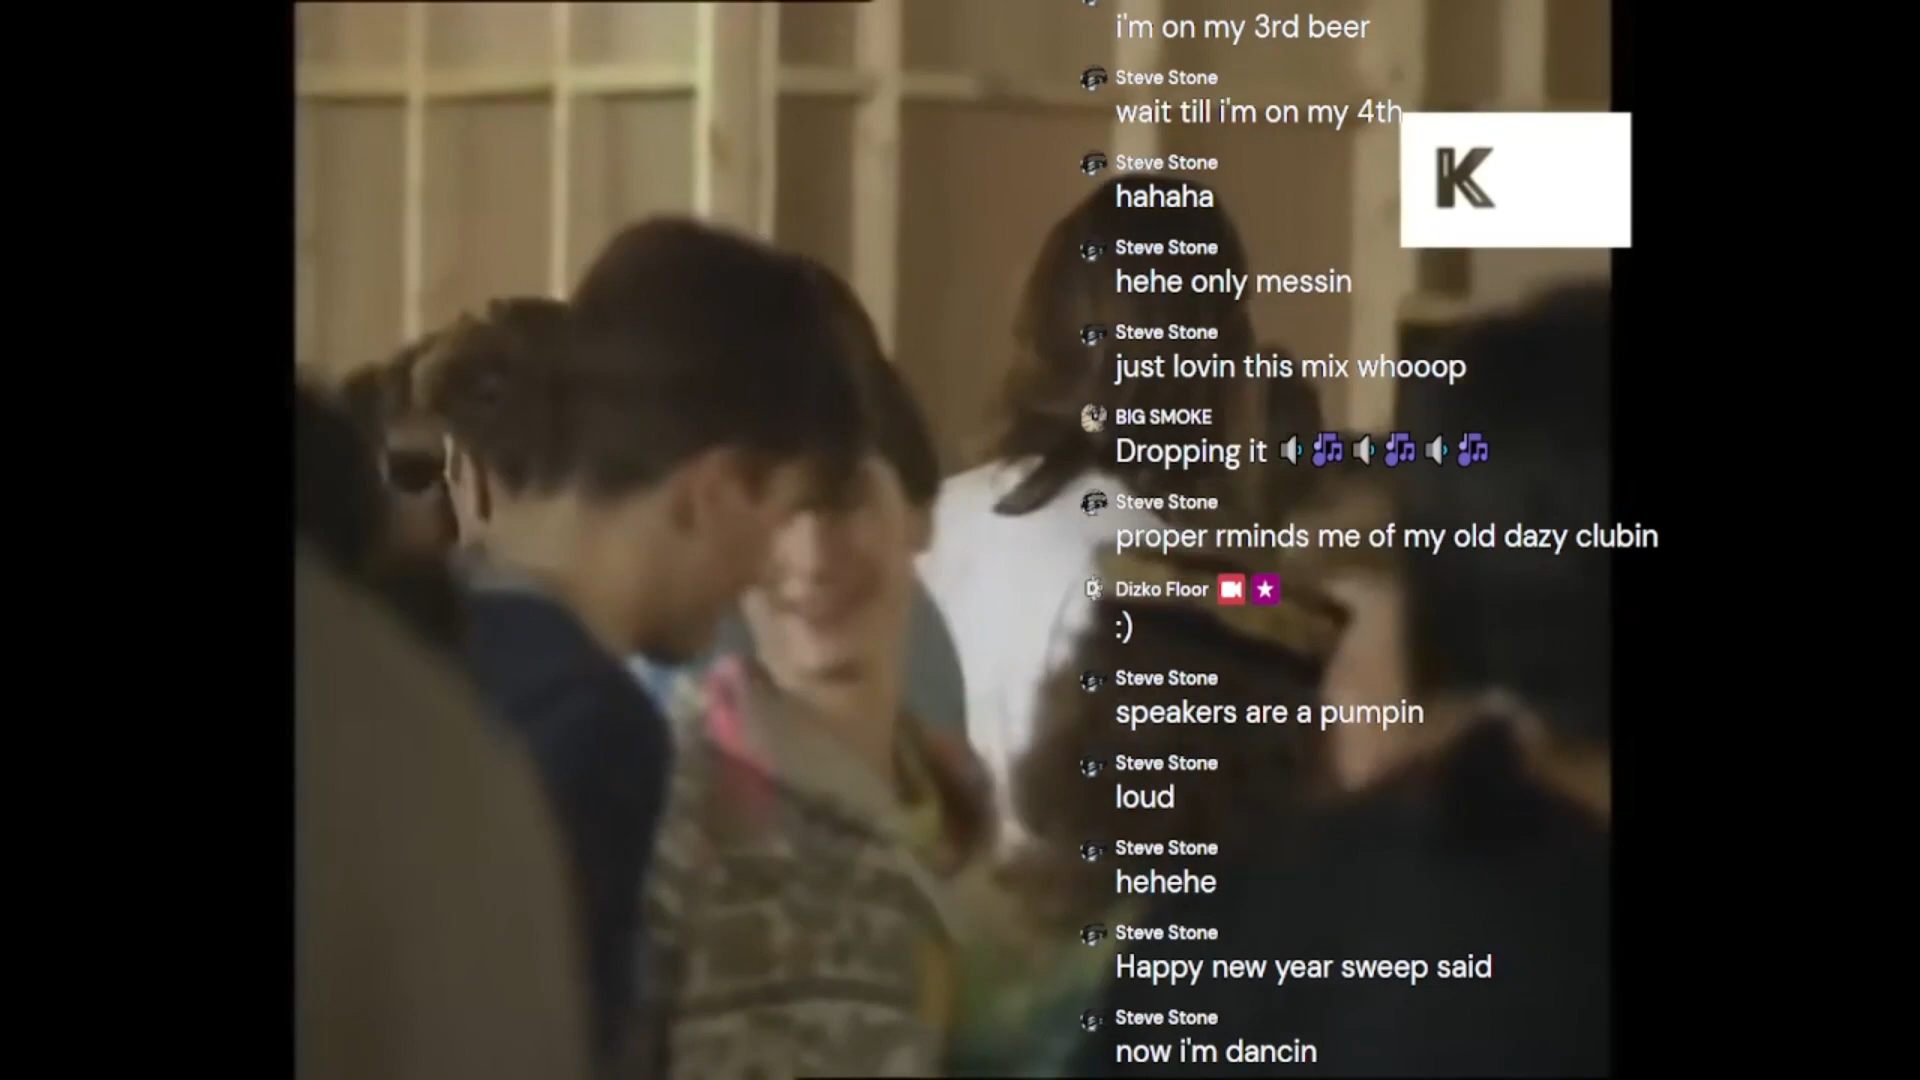 i'm on my 3rd beer
Steve Stone
wait till i'm on my 4th
K
Steve Stone
hahaha
Steve Stone
hehe only messin
Steve Stone
just lovin this mix whooop
BIG SMOKE
Dropping it 🔈🎶🔈🎶🔈🎶
Steve Stone
proper rminds me of my old dazy clubin
Dizko Floor
:)
Steve Stone
speakers are a pumpin
Steve Stone
loud
Steve Stone
hehehe
Steve Stone
Happy new year sweep said
Steve Stone
now i'm dancin